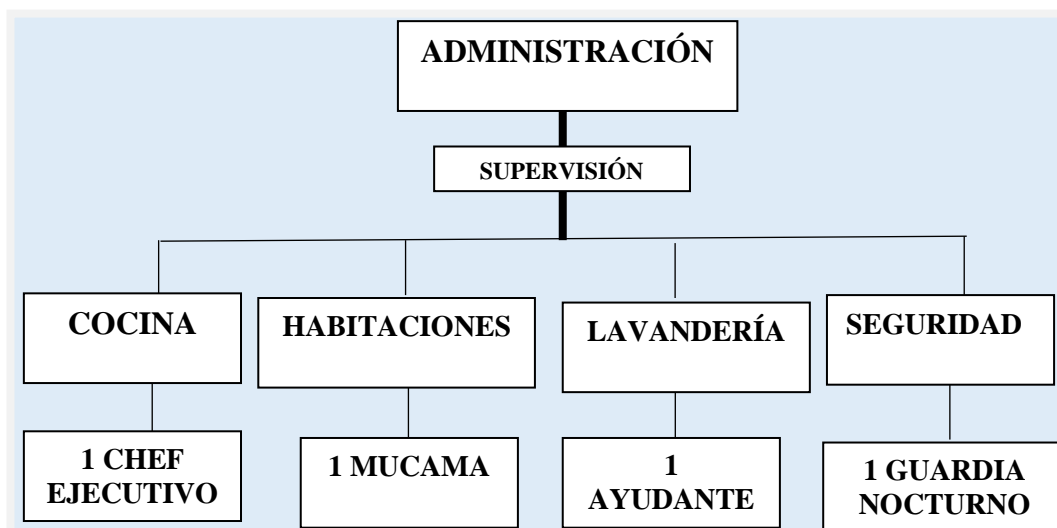 ADMINISTRACIÓN
SUPERVISIÓN
COCINA
HABITACIONES
LAVANDERÍA
SEGURIDAD
1 CHEF
EJECUTIVO
1 MUCAMA
1
AYUDANTE
1 GUARDIA
NOCTURNO